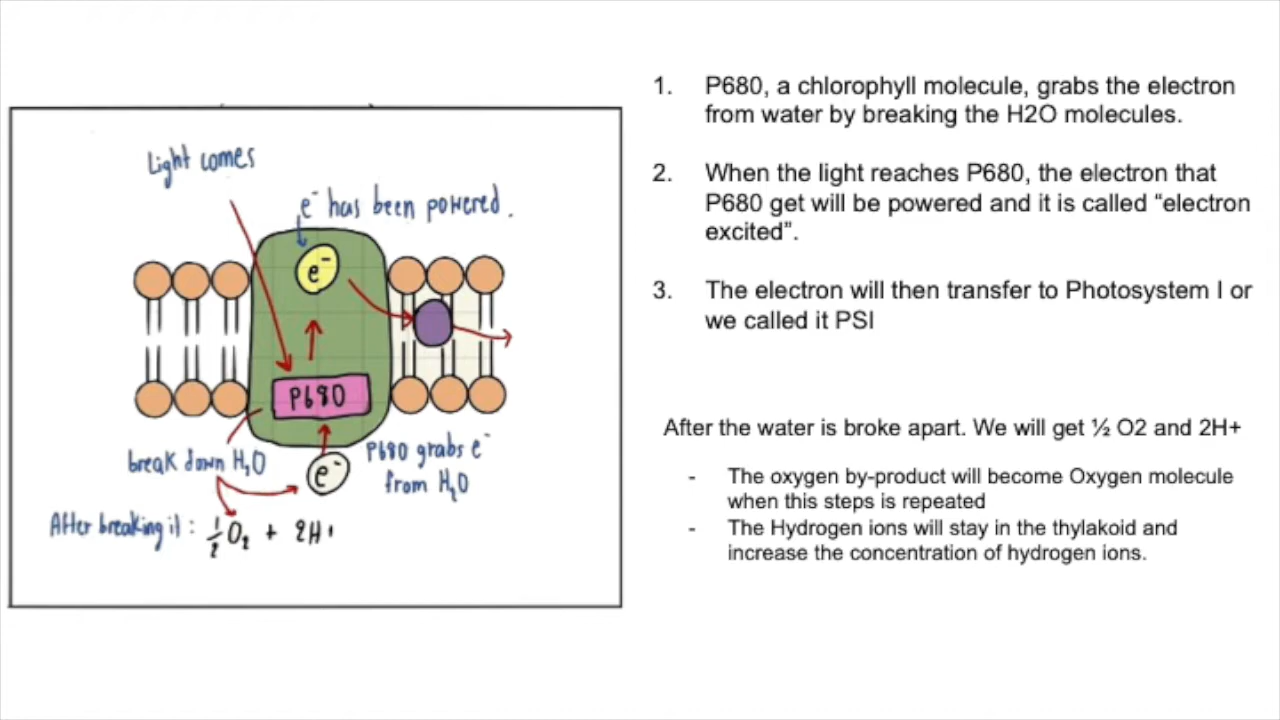 Light comes
e⁻ has been powered.
e⁻
P680
break down H₂O
P680 grabs e⁻
from H₂O
e⁻
After breaking it : ½ O₂ + 2H+
1. P680, a chlorophyll molecule, grabs the electron
from water by breaking the H2O molecules.
2. When the light reaches P680, the electron that
P680 get will be powered and it is called “electron
excited”.
3. The electron will then transfer to Photosystem I or
we called it PSI
After the water is broke apart. We will get ½ O2 and 2H+
- The oxygen by-product will become Oxygen molecule
when this steps is repeated
- The Hydrogen ions will stay in the thylakoid and
increase the concentration of hydrogen ions.